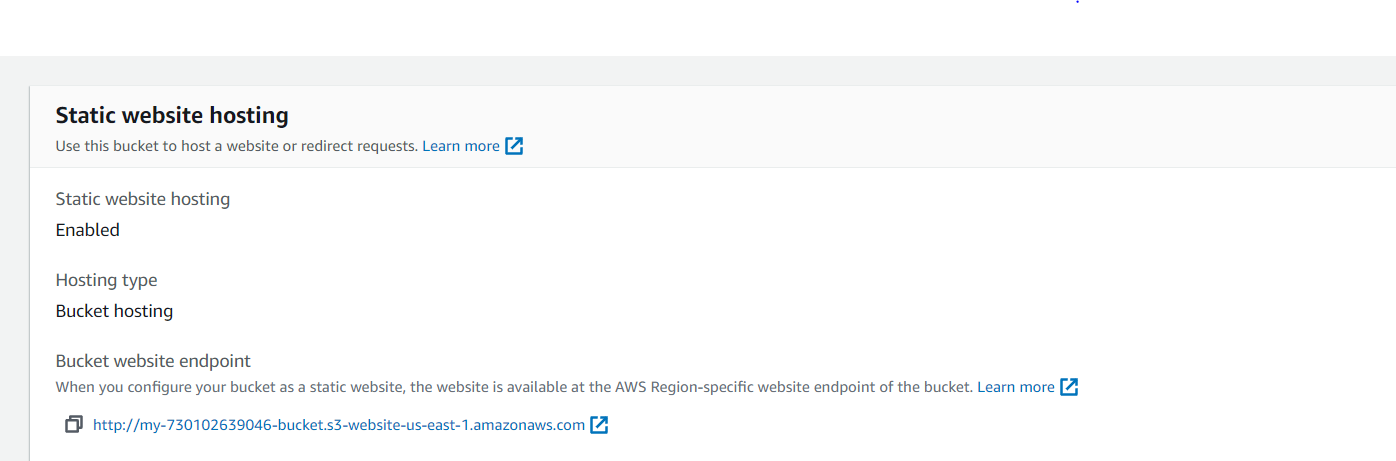 Static website hosting
Use this bucket to host a website or redirect requests. Learn more
Static website hosting
Enabled
Hosting type
Bucket hosting
Bucket website endpoint
When you configure your bucket as a static website, the website is available at the AWS Region-specific website endpoint of the bucket. Learn more
http://my-730102639046-bucket.s3-website-us-east-1.amazonaws.com